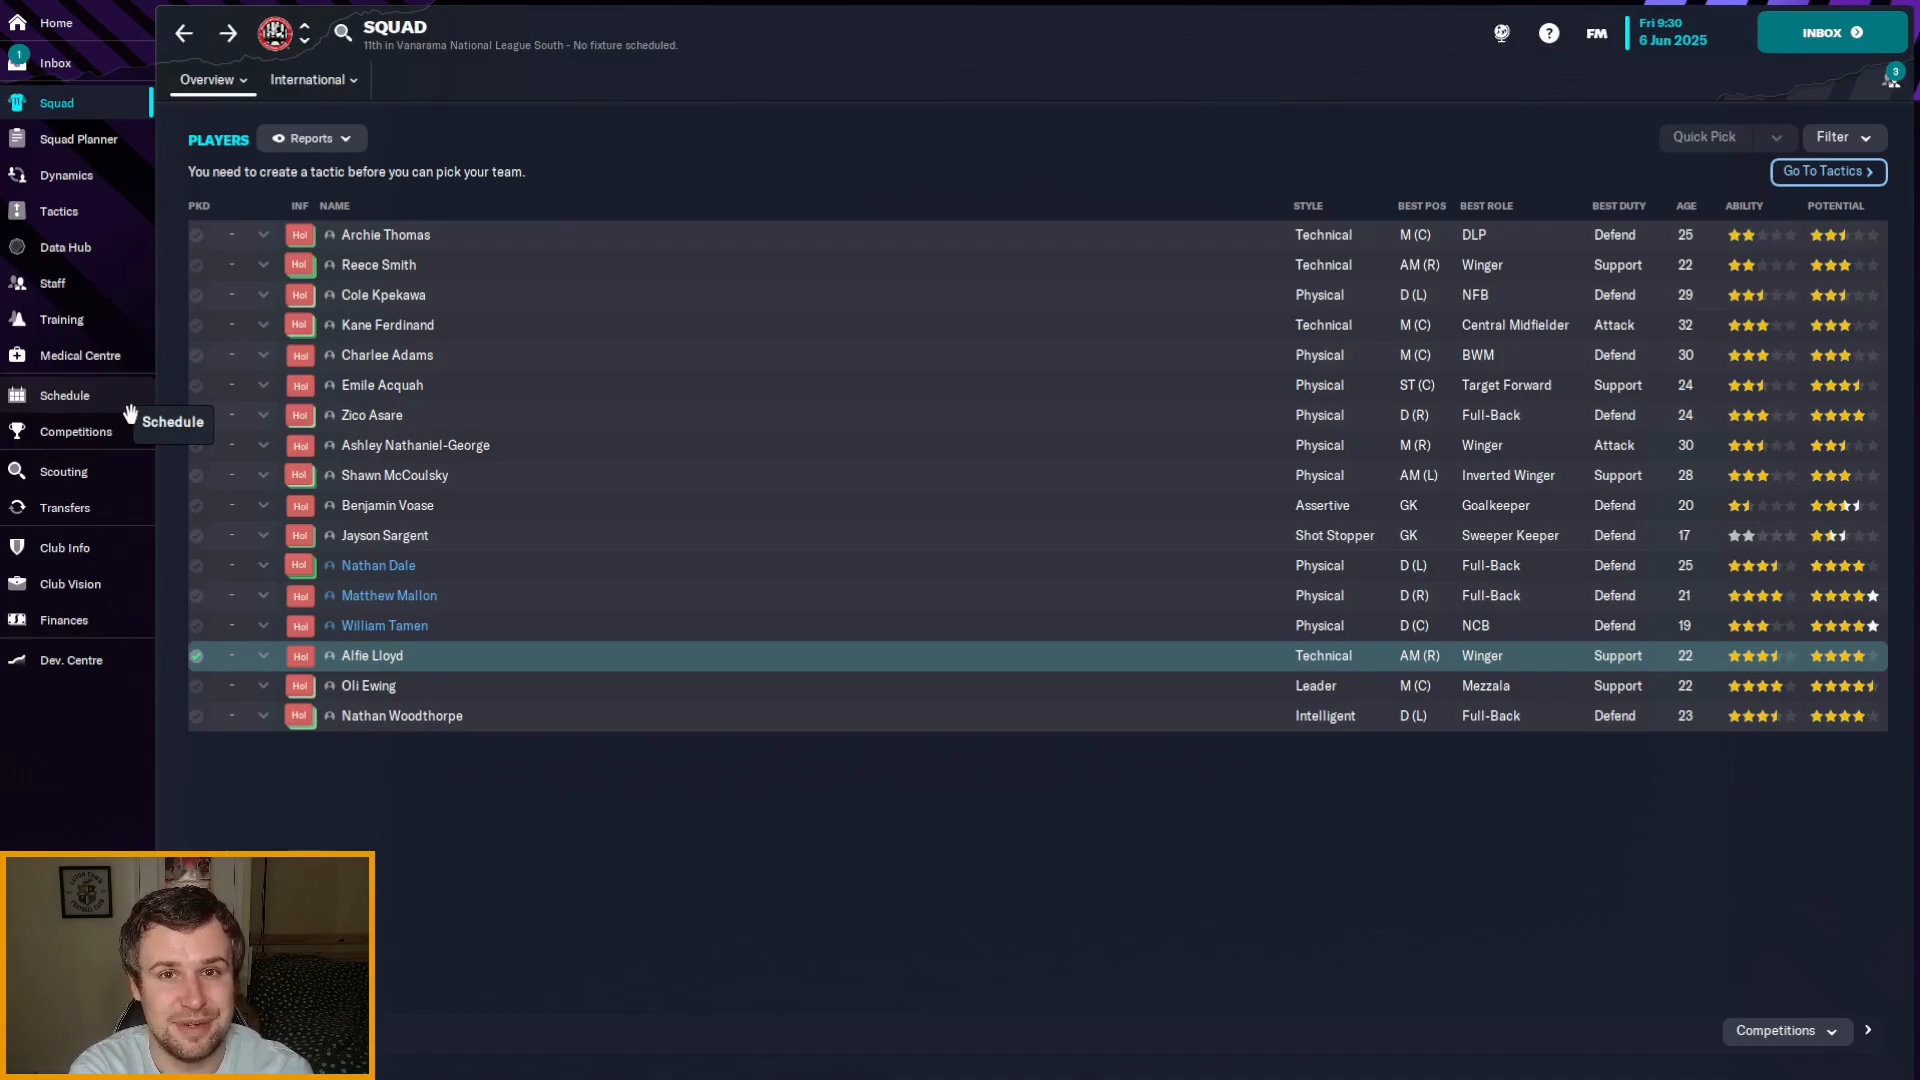 Home
SQUAD
11th in Vanarama National League South - No fixture scheduled.
FM
Fri 9:30
6 Jun 2025
INBOX
1
Inbox
Overview
International
3
Squad
Squad Planner
Dynamics
Tactics
Data Hub
Staff
Training
Medical Centre
Schedule
Schedule
Competitions
Scouting
Transfers
Club Info
Club Vision
Finances
Dev. Centre
PLAYERS
Reports
Quick Pick
Filter
You need to create a tactic before you can pick your team.
Go To Tactics
PKD INF NAME STYLE BEST POS BEST ROLE BEST DUTY AGE ABILITY POTENTIAL
- Hol Archie Thomas Technical M (C) DLP Defend 25
- Hol Reece Smith Technical AM (R) Winger Support 22
- Hol Cole Kpekawa Physical D (L) NFB Defend 29
- Hol Kane Ferdinand Technical M (C) Central Midfielder Attack 32
- Hol Charlee Adams Physical M (C) BWM Defend 30
- Hol Emile Acquah Physical ST (C) Target Forward Support 24
- Hol Zico Asare Physical D (R) Full-Back Defend 24
- Hol Ashley Nathaniel-George Physical M (R) Winger Attack 30
- Hol Shawn McCoulsky Physical AM (L) Inverted Winger Support 28
- Hol Benjamin Voase Assertive GK Goalkeeper Defend 20
- Hol Jayson Sargent Shot Stopper GK Sweeper Keeper Defend 17
- Hol Nathan Dale Physical D (L) Full-Back Defend 25
- Hol Matthew Mallon Physical D (R) Full-Back Defend 21
- Hol William Tamen Physical D (C) NCB Defend 19
- Hol Alfie Lloyd Technical AM (R) Winger Support 22
- Hol Oli Ewing Leader M (C) Mezzala Support 22
- Hol Nathan Woodthorpe Intelligent D (L) Full-Back Defend 23
Competitions